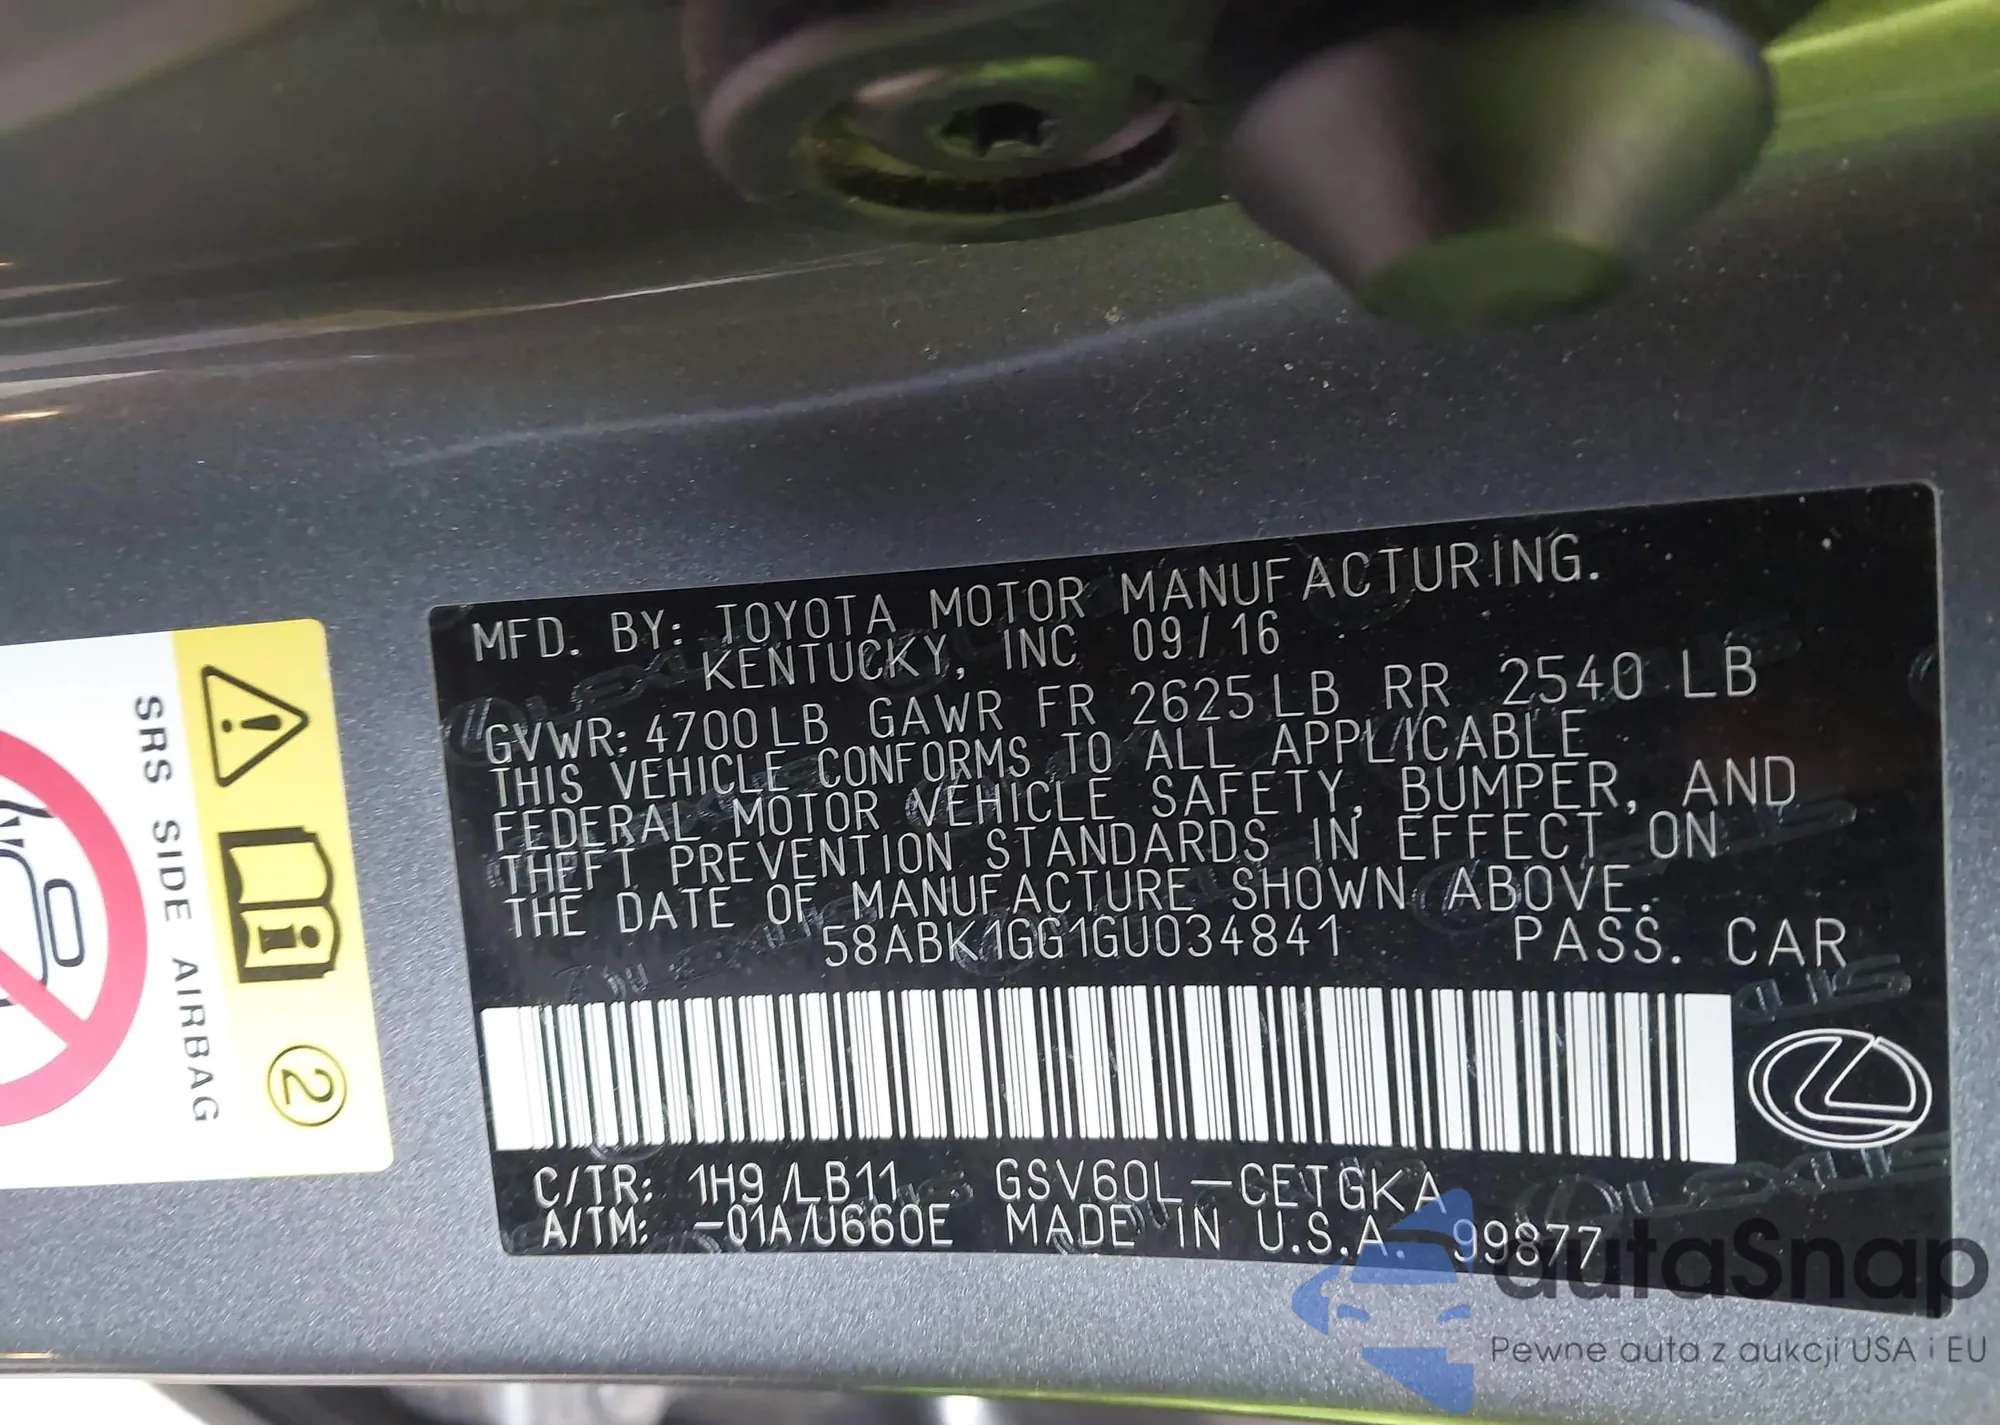 MFD. BY: TOYOTA MOTOR MANUFACTURING.
KENTUCKY, INC 09/16
GVWR: 4700LB GAWR FR 2625LB RR 2540 LB
THIS VEHICLE CONFORMS TO ALL APPLICABLE
FEDERAL MOTOR VEHICLE SAFETY, BUMPER, AND
THEFT PREVENTION STANDARDS IN EFFECT ON
THE DATE OF MANUFACTURE SHOWN ABOVE.
58ABK1GG1GU034841 PASS. CAR
C/TR: 1H9/LB11 GSV60L-CETGKA
A/TM: -01A/U660E MADE IN U.S.A. 99877
SRS SIDE AIRBAG
2
autaSnap
Pewne auta z aukcji USA i EU